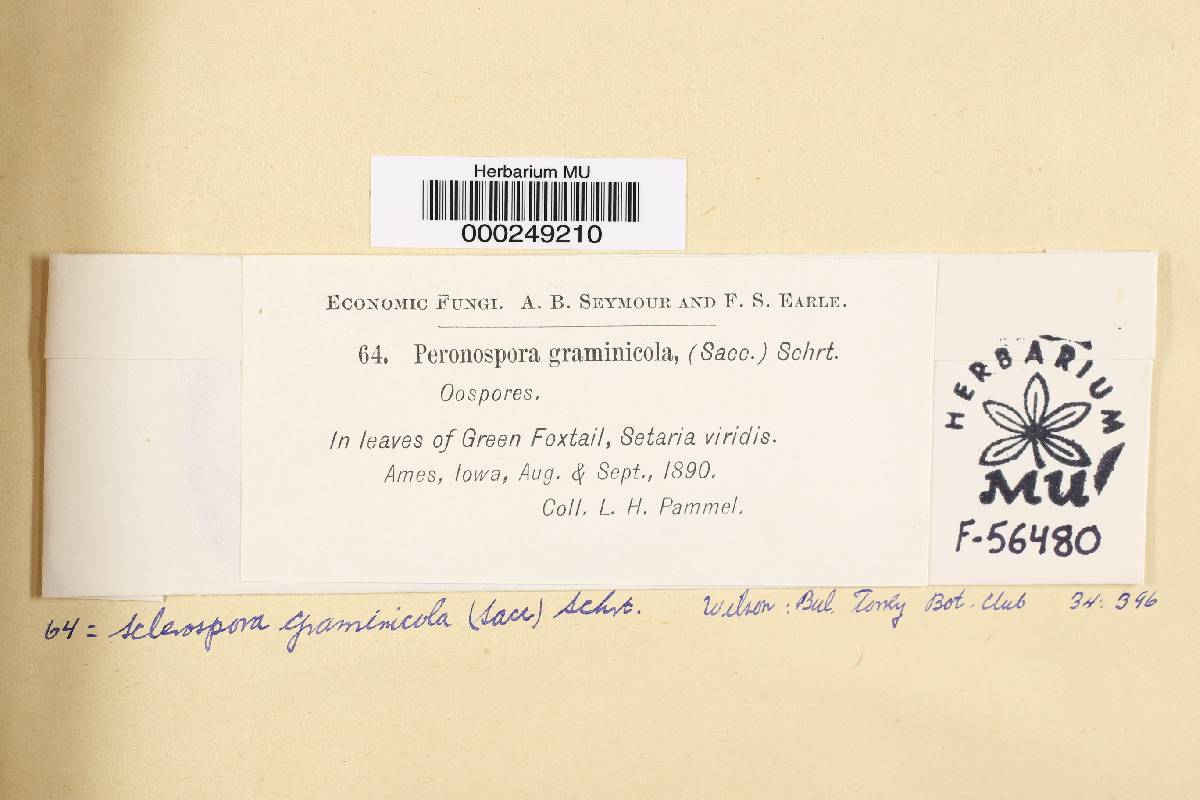 Herbarium MU
000249210
Economic Fungi. A. B. Seymour and F. S. Earle.
64. Peronospora graminicola, (Sacc.) Schrt.
Oospores.
In leaves of Green Foxtail, Setaria viridis.
Ames, Iowa, Aug. & Sept., 1890.
Coll. L. H. Pammel.
HERBARIUM
MU
F-56480
64 = Sclerospora graminicola (Sacc) Schrt. Wilson : Bul. Torrey Bot. Club 34: 396